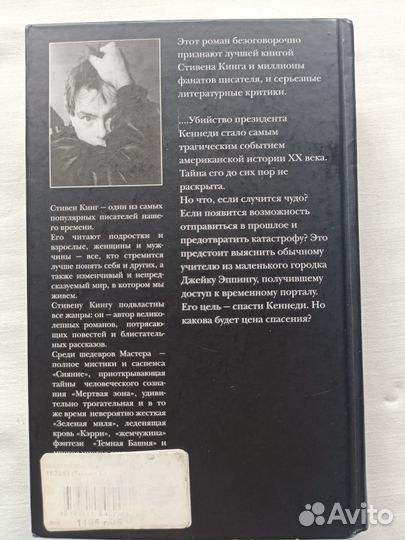 Этот роман безоговорочно
признают лучшей книгой
Стивена Кинга и миллионы
фанатов писателя, и серьезные
литературные критики.
....Убийство президента
Кеннеди стало самым
трагическим событием
американской истории XX века.
Тайна его до сих пор не
раскрыта.
Но что, если случится чудо?
Если появится возможность
отправиться в прошлое и
предотвратить катастрофу? Это
предстоит выяснить обычному
учителю из маленького городка
Джейку Эппингу, получившему
доступ к временному порталу.
Его цель – спасти Кеннеди. Но
какова будет цена спасения?
Стивен Кинг – один из самых
популярных писателей наше-
го времени.
Его читают подростки и
взрослые, женщины и муж-
чины – все, кто стремится
лучше понять себя и других, а
также изменчивый и непред-
сказуемый мир, в котором мы
живем.
Стивену Кингу подвластны
все жанры: он – автор велико-
лепных романов, потрясаю-
щих повестей и блистатель-
ных рассказов.
Среди шедевров Мастера –
полное мистики и саспенса
«Сияние», приоткрывающая
тайны человеческого созна-
ния «Мертвая зона», удиви-
тельно трогательная и в то
же время невероятно жесткая
«Зеленая миля», леденящая
кровь «Кэрри», «жемчужина»
фэнтези "Темная Башня" и
Avito